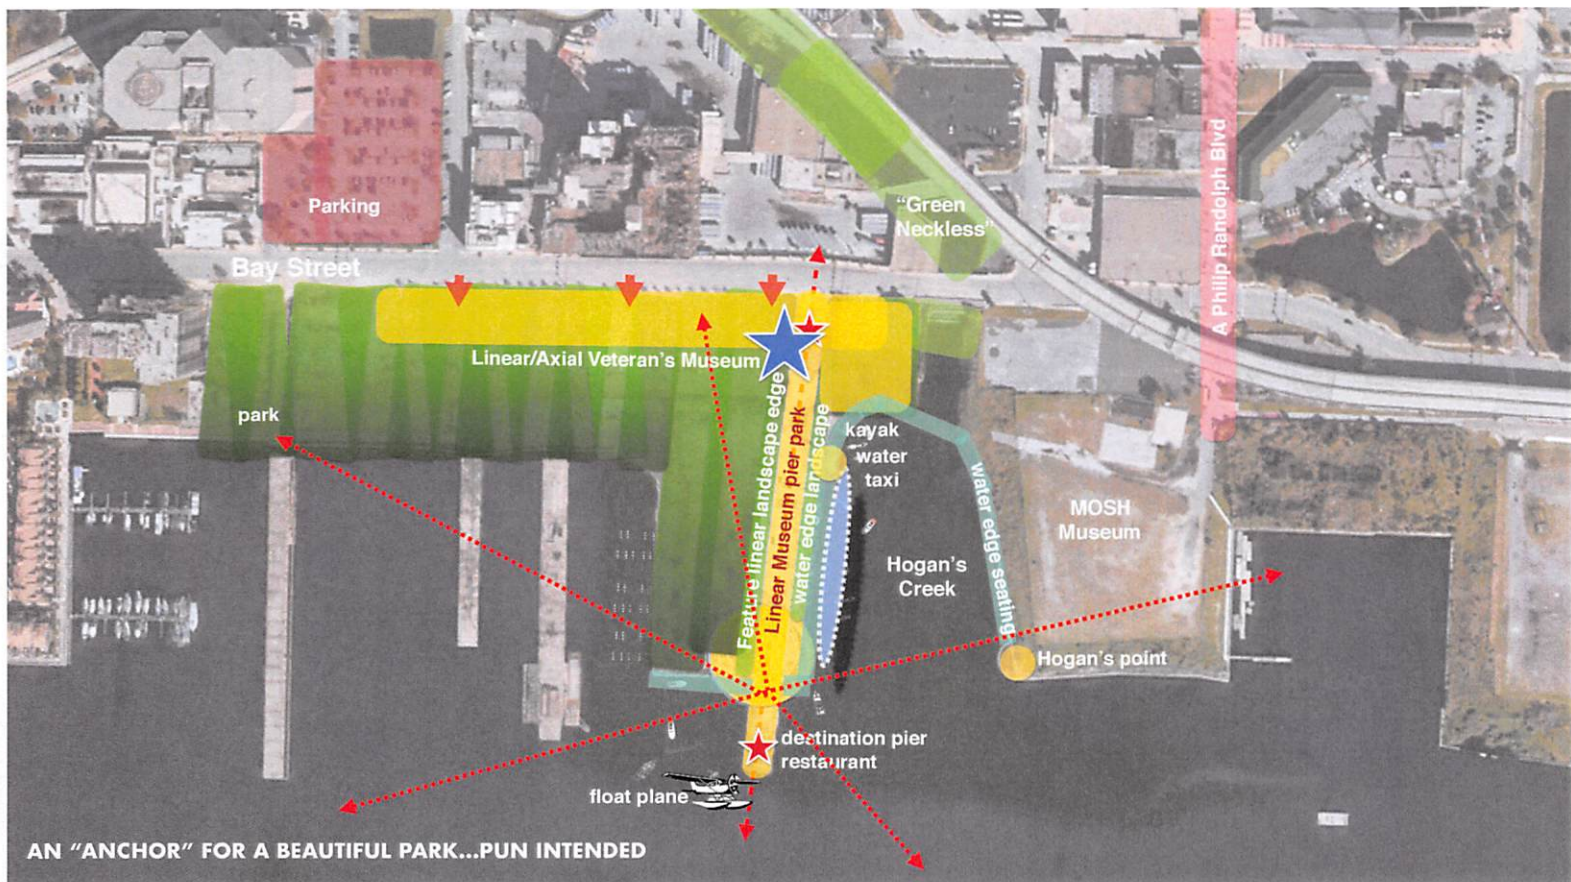 A Philip Randolph Blvd
Parking
"Green
Neckless"
Bay Street
Linear/Axial Veteran's Museum
park
Feature linear landscape edge
Linear Museum pier park
water edge landscape
kayak
water
taxi
water edge seating
MOSH
Museum
Hogan's
Creek
Hogan's point
destination pier
restaurant
float plane
AN "ANCHOR" FOR A BEAUTIFUL PARK...PUN INTENDED